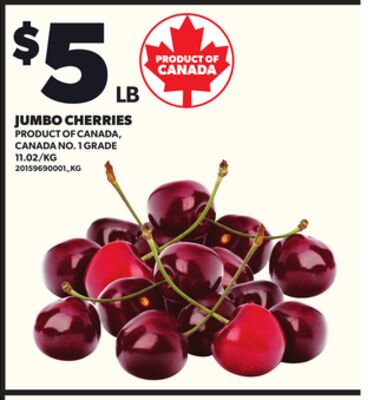 $5 LB
PRODUCT OF
CANADA
JUMBO CHERRIES
PRODUCT OF CANADA,
CANADA NO. 1 GRADE
11.02/KG
20159690001_KG